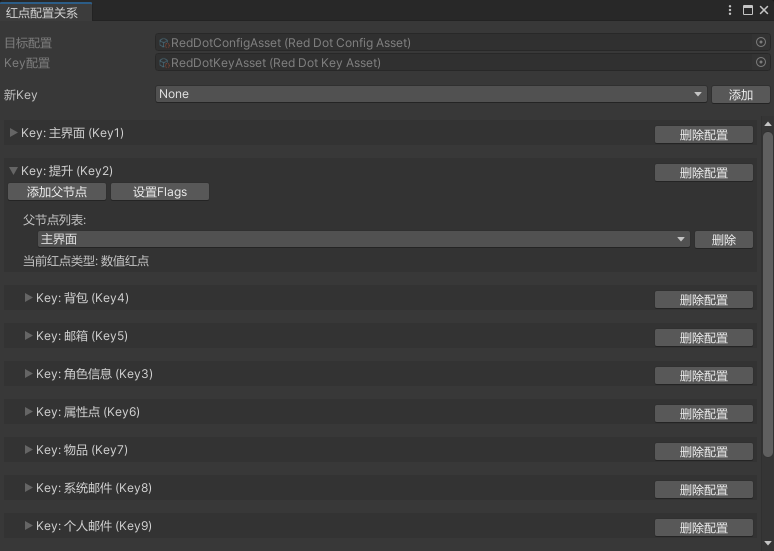 红点配置关系
目标配置 RedDotConfigAsset (Red Dot Config Asset)
Key配置 RedDotKeyAsset (Red Dot Key Asset)
新Key None 添加
Key: 主界面 (Key1) 删除配置
Key: 提升 (Key2) 删除配置
添加父节点 设置Flags
父节点列表:
主界面 删除
当前红点类型: 数值红点
Key: 背包 (Key4) 删除配置
Key: 邮箱 (Key5) 删除配置
Key: 角色信息 (Key3) 删除配置
Key: 属性点 (Key6) 删除配置
Key: 物品 (Key7) 删除配置
Key: 系统邮件 (Key8) 删除配置
Key: 个人邮件 (Key9) 删除配置